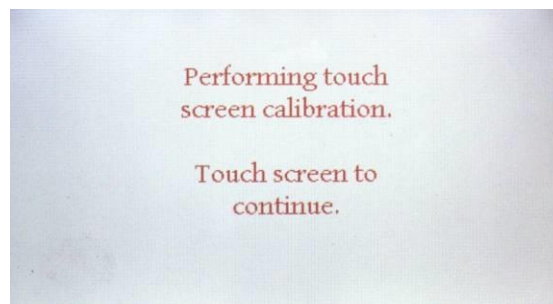 Performing touch
screen calibration.
Touch screen to
continue.